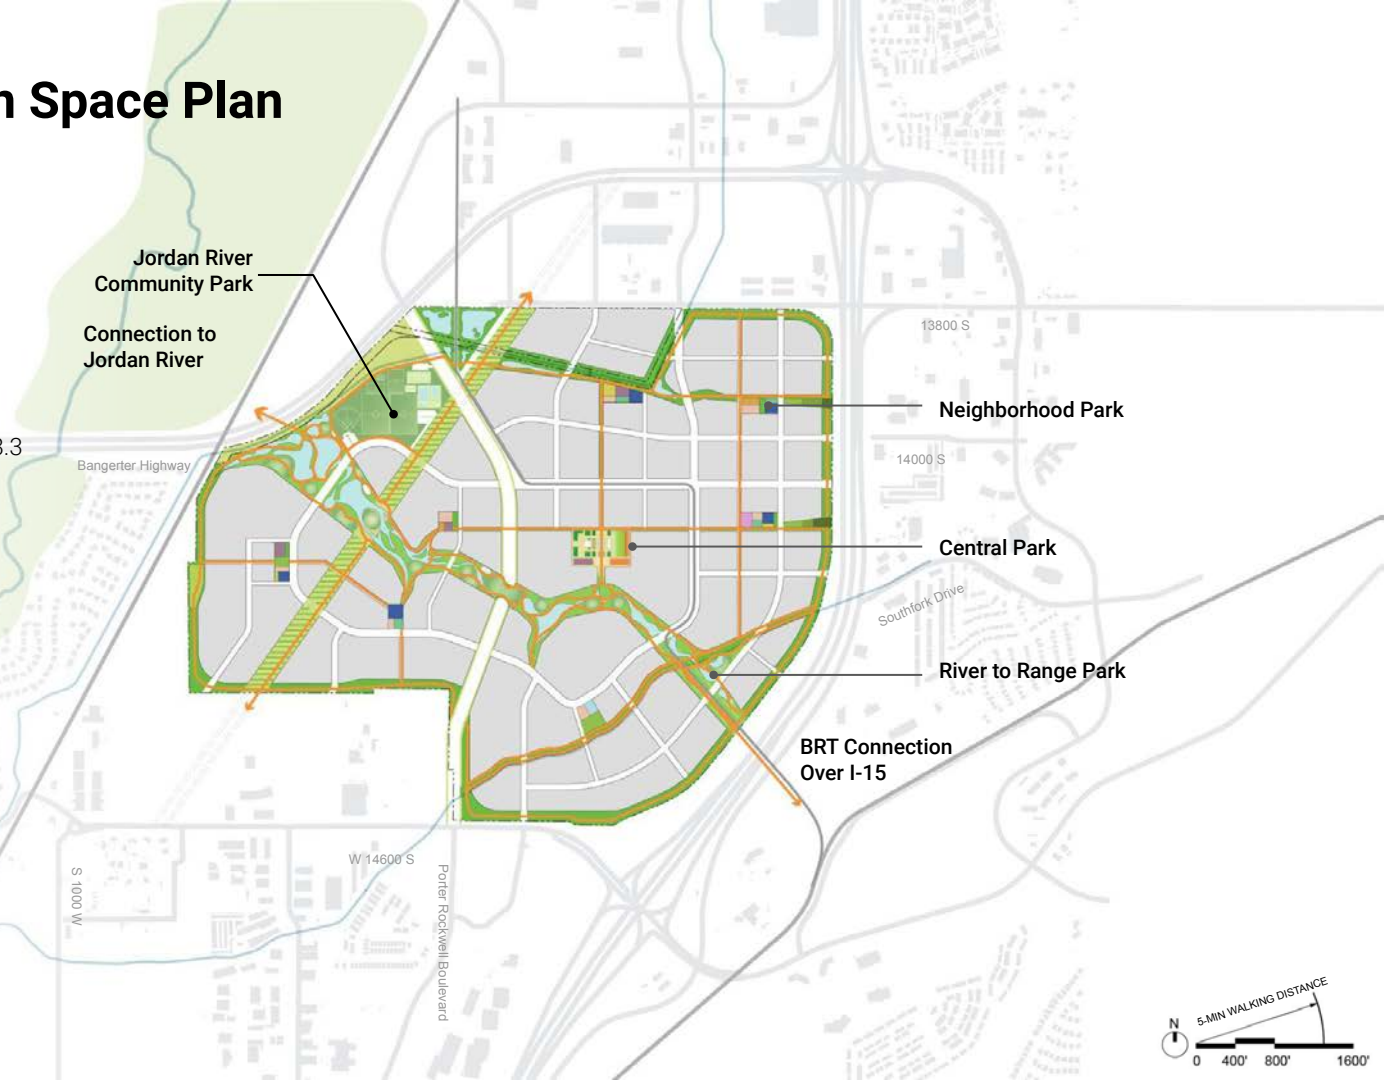 n Space Plan
Jordan River
Community Park
Connection to
Jordan River
13800 S
Neighborhood Park
3.3
Bangerter Highway
14000 S
Central Park
Southfork Drive
River to Range Park
BRT Connection
Over I-15
W 14600 S
S 1000 W
Porter Rockwell Boulevard
5-MIN WALKING DISTANCE
N
0 400' 800' 1600'